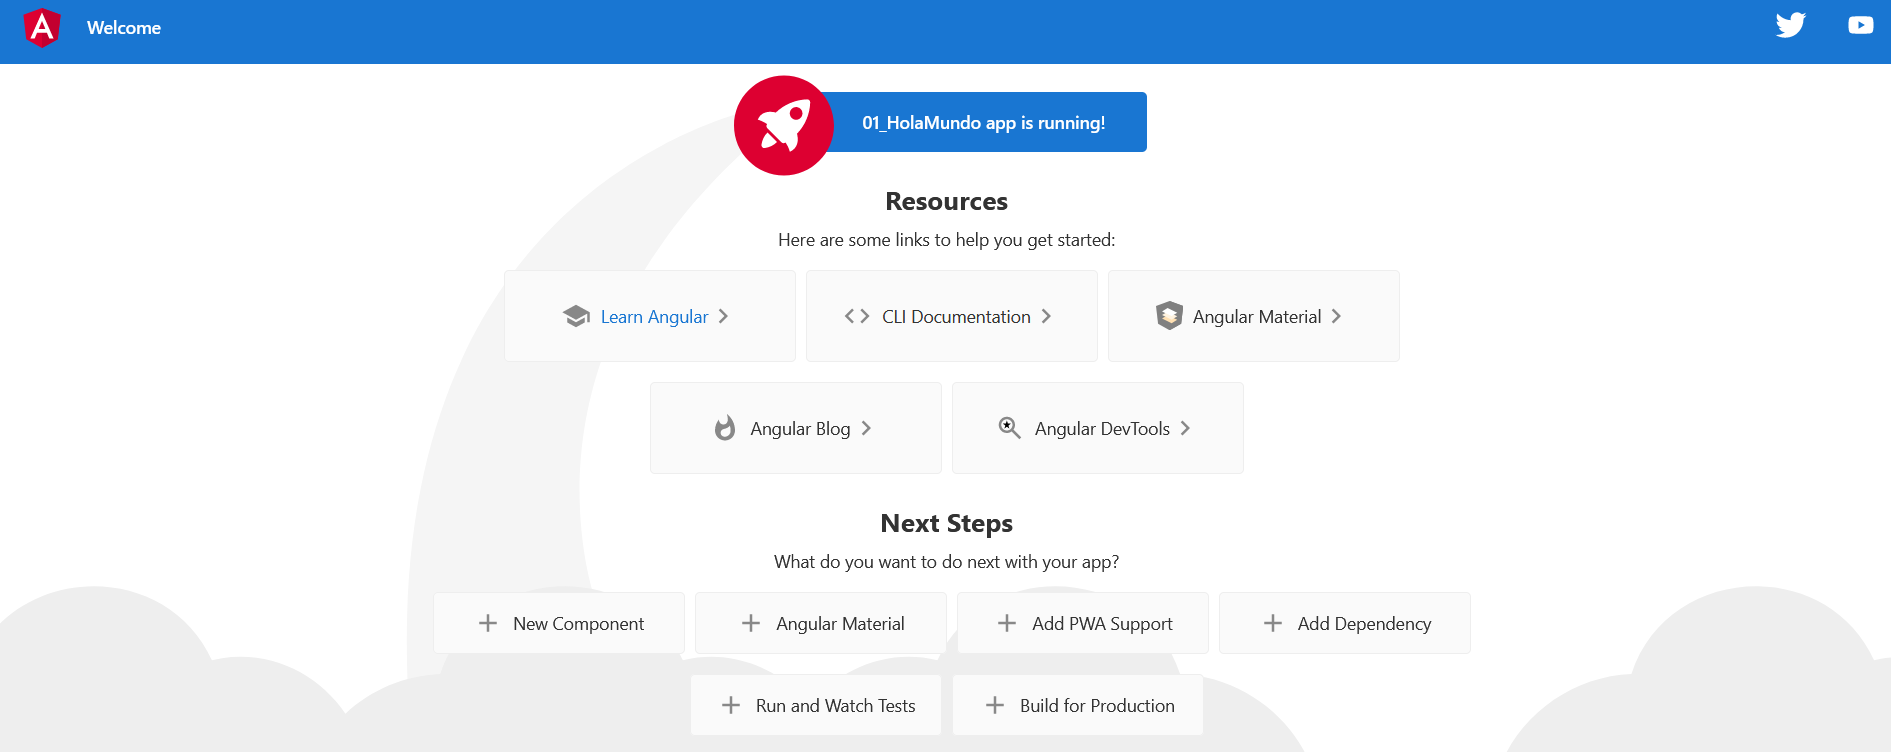 Welcome
01_HolaMundo app is running!
Resources
Here are some links to help you get started:
Learn Angular
CLI Documentation
Angular Material
Angular Blog
Angular DevTools
Next Steps
What do you want to do next with your app?
New Component
Angular Material
Add PWA Support
Add Dependency
Run and Watch Tests
Build for Production